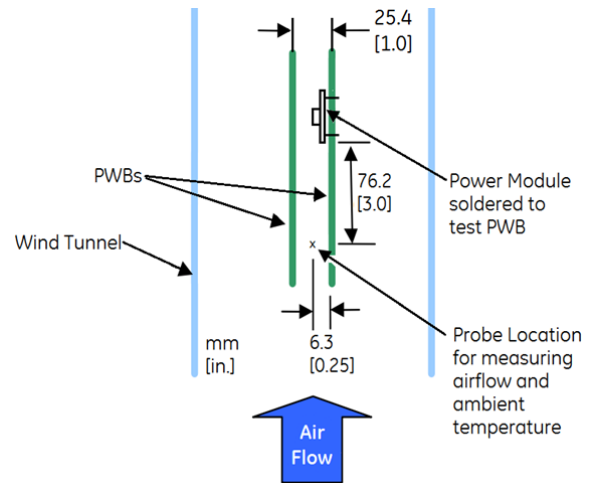 25.4
[1.0]
PWBs
76.2
[3.0]
Power Module
soldered to
test PWB
Wind Tunnel
x
mm
[in.]
6.3
[0.25]
Probe Location
for measuring
airflow and
ambient
temperature
Air
Flow